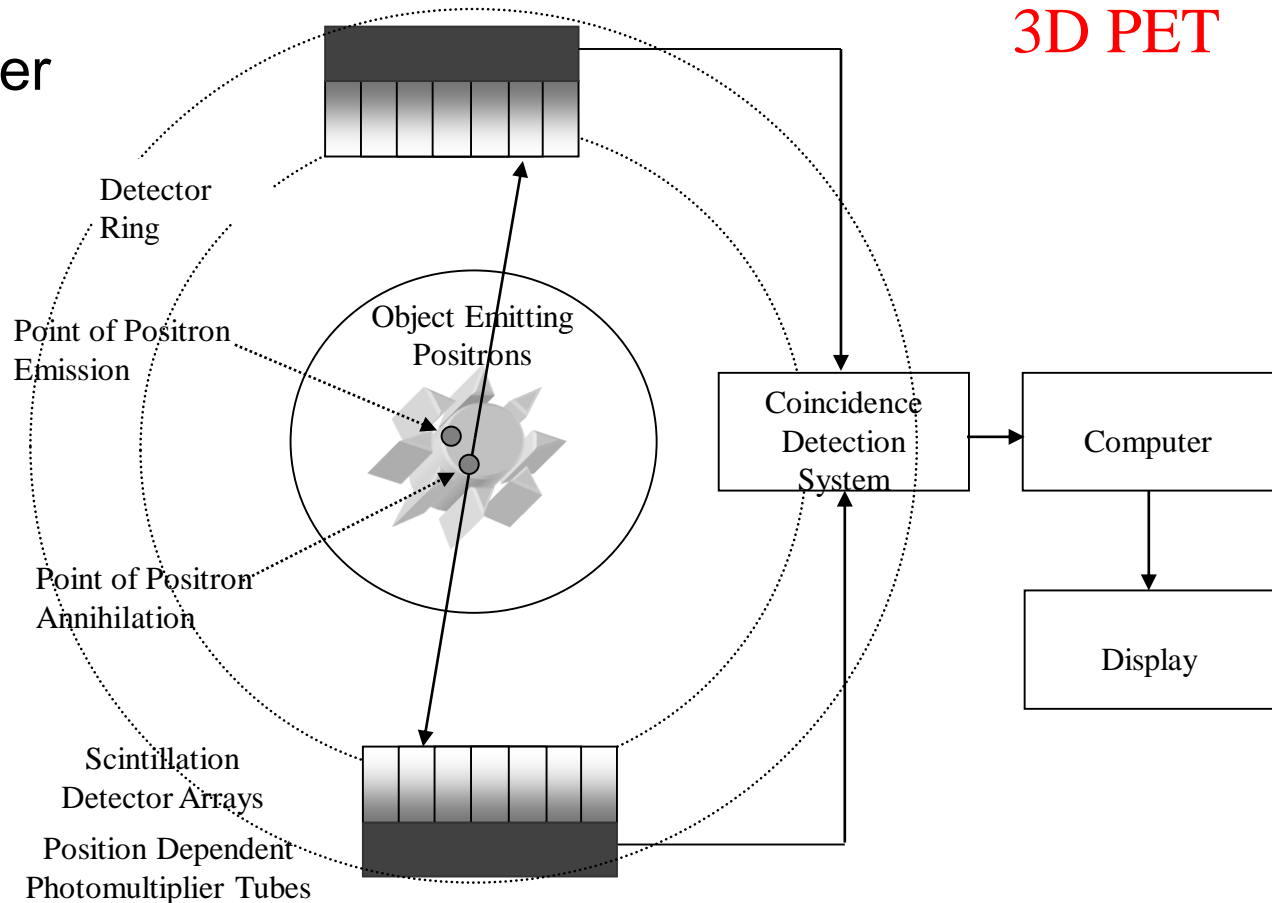 3D PET
er
Detector
Ring
Object Emitting
Positrons
Point of Positron
Emission
Coincidence
Detection
System
Computer
Point of Positron
Annihilation
Display
Scintillation
Detector Arrays
Position Dependent
Photomultiplier Tubes